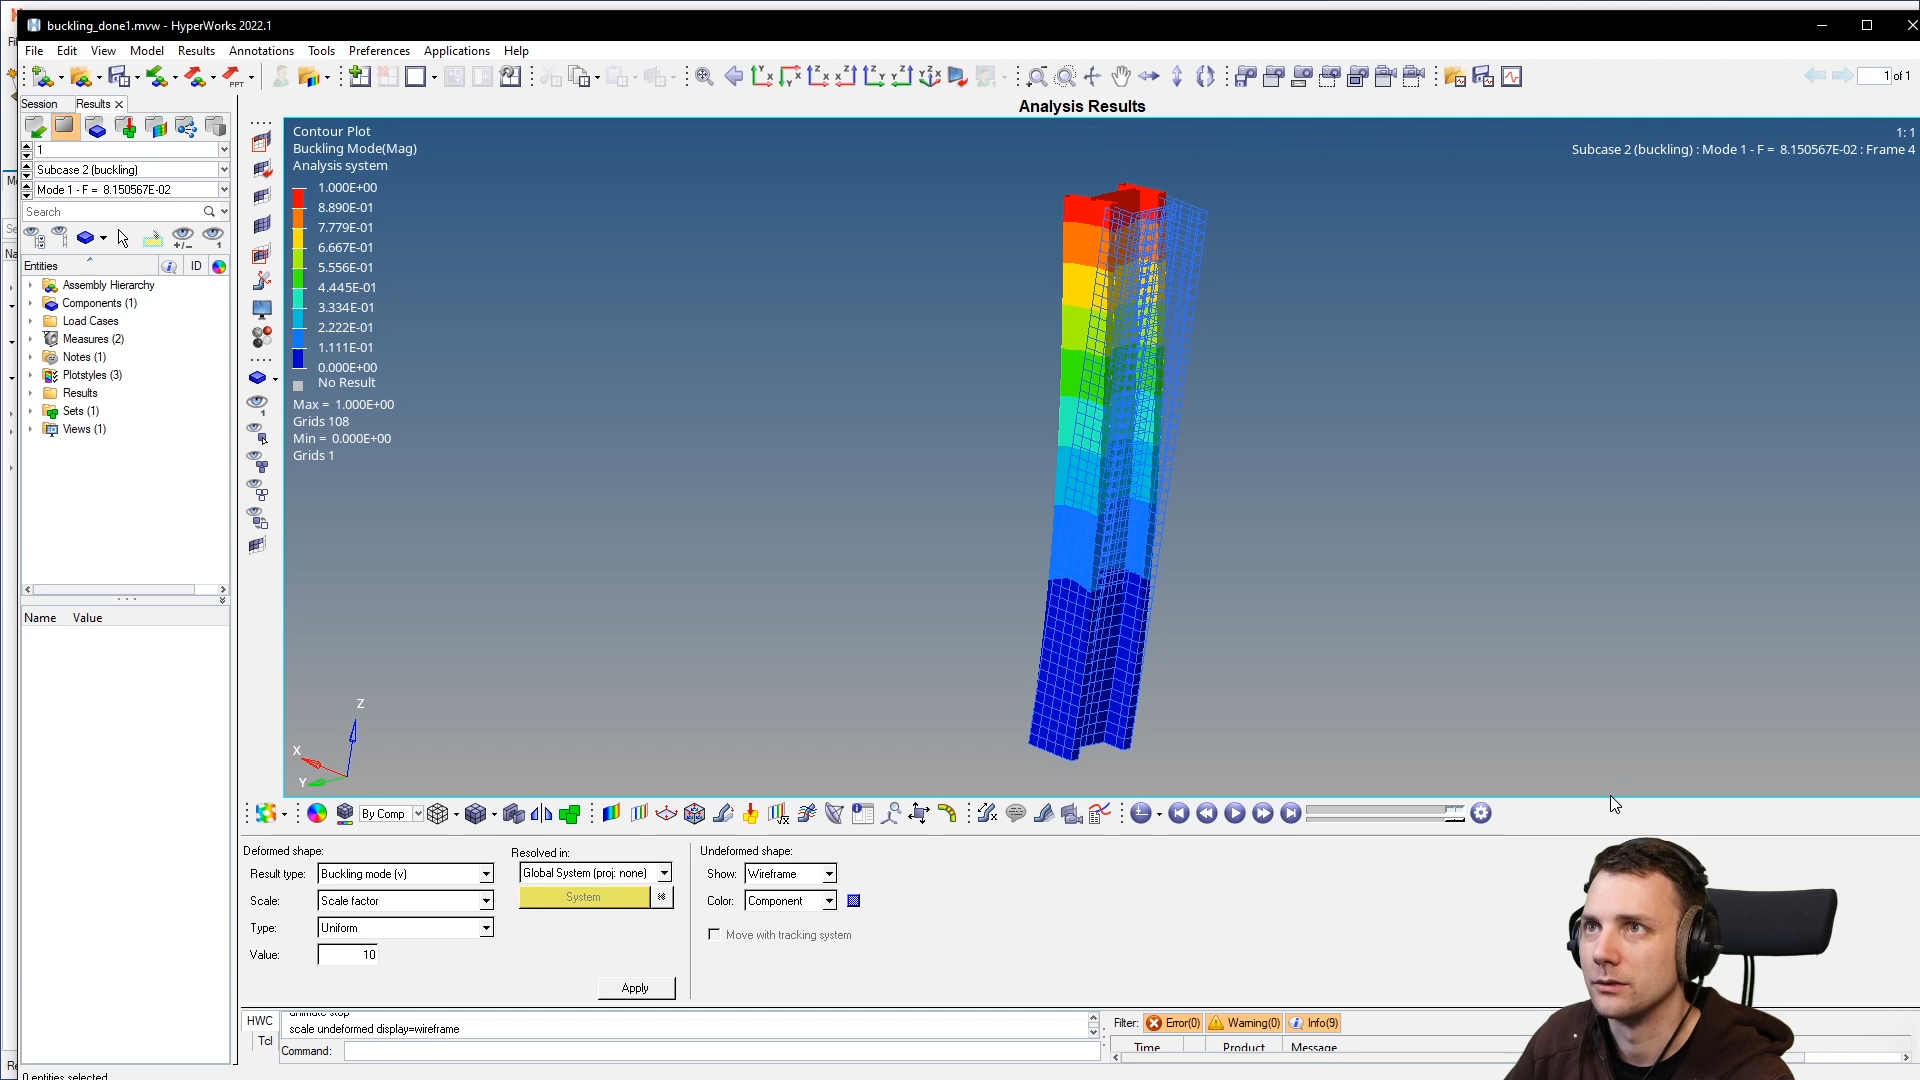 buckling_done1.mvw - HyperWorks 2022.1
File Edit View Model Results Annotations Tools Preferences Applications Help
1 of 1
Session Results
Analysis Results
1
Subcase 2 (buckling)
Mode 1 - F = 8.150567E-02
Search
Entities ID
Assembly Hierarchy
Components (1)
Load Cases
Measures (2)
Notes (1)
Plotstyles (3)
Results
Sets (1)
Views (1)
Name Value
0 entities selected
Contour Plot
Buckling Mode(Mag)
Analysis system
1.000E+00
8.890E-01
7.779E-01
6.667E-01
5.556E-01
4.445E-01
3.334E-01
2.222E-01
1.111E-01
0.000E+00
No Result
Max = 1.000E+00
Grids 108
Min = 0.000E+00
Grids 1
1: 1
Subcase 2 (buckling) : Mode 1 - F = 8.150567E-02 : Frame 4
Z
X
Y
By Comp
Deformed shape:
Result type: Buckling mode (v)
Scale: Scale factor
Type: Uniform
Value: 10
Resolved in:
Global System (proj: none)
System
Apply
Undeformed shape:
Show: Wireframe
Color: Component
Move with tracking system
HWC
Tcl
animate stop
scale undeformed display=wireframe
Command:
Filter: Error(0) Warning(0) Info(9)
Time Product Message